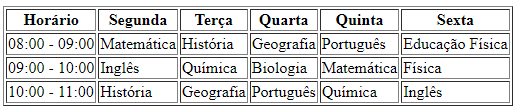 Horário Segunda Terça Quarta Quinta Sexta
08:00 - 09:00 Matemática História Geografia Português Educação Física
09:00 - 10:00 Inglês Química Biologia Matemática Física
10:00 - 11:00 História Geografia Português Química Inglês